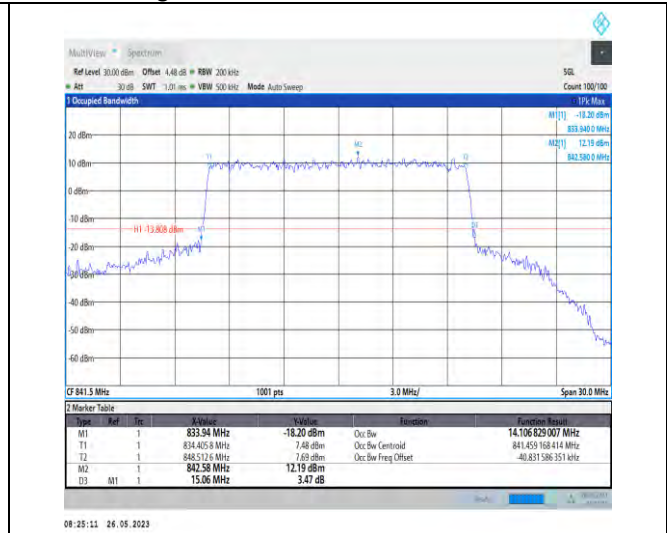 MultiView Spectrum
Ref Level 30.00 dBm Offset 4.48 dB RBW 200 kHz SGL
Att 30 dB SWT 1.01 ms VBW 500 kHz Mode Auto Sweep Count 100/100
1 Occupied Bandwidth 1Pk Max
M1[1] -18.20 dBm
833.940 0 MHz
M2[1] 12.19 dBm
842.580 0 MHz
20 dBm
M2
T1 T2
10 dBm
0 dBm
-10 dBm
H1 -13.808 dBm M1 D3
-20 dBm
-30 dBm
-40 dBm
-50 dBm
-60 dBm
CF 841.5 MHz 1001 pts 3.0 MHz/ Span 30.0 MHz
2 Marker Table
Type Ref Trc X-Value Y-Value Function Function Result
M1 1 833.94 MHz -18.20 dBm Occ Bw 14.106 829 007 MHz
T1 1 834.405 8 MHz 7.48 dBm Occ Bw Centroid 841.459 168 414 MHz
T2 1 848.512 6 MHz 7.69 dBm Occ Bw Freq Offset -40.831 586 351 kHz
M2 1 842.58 MHz 12.19 dBm
D3 M1 1 15.06 MHz 3.47 dB
08:25:11 26.05.2023